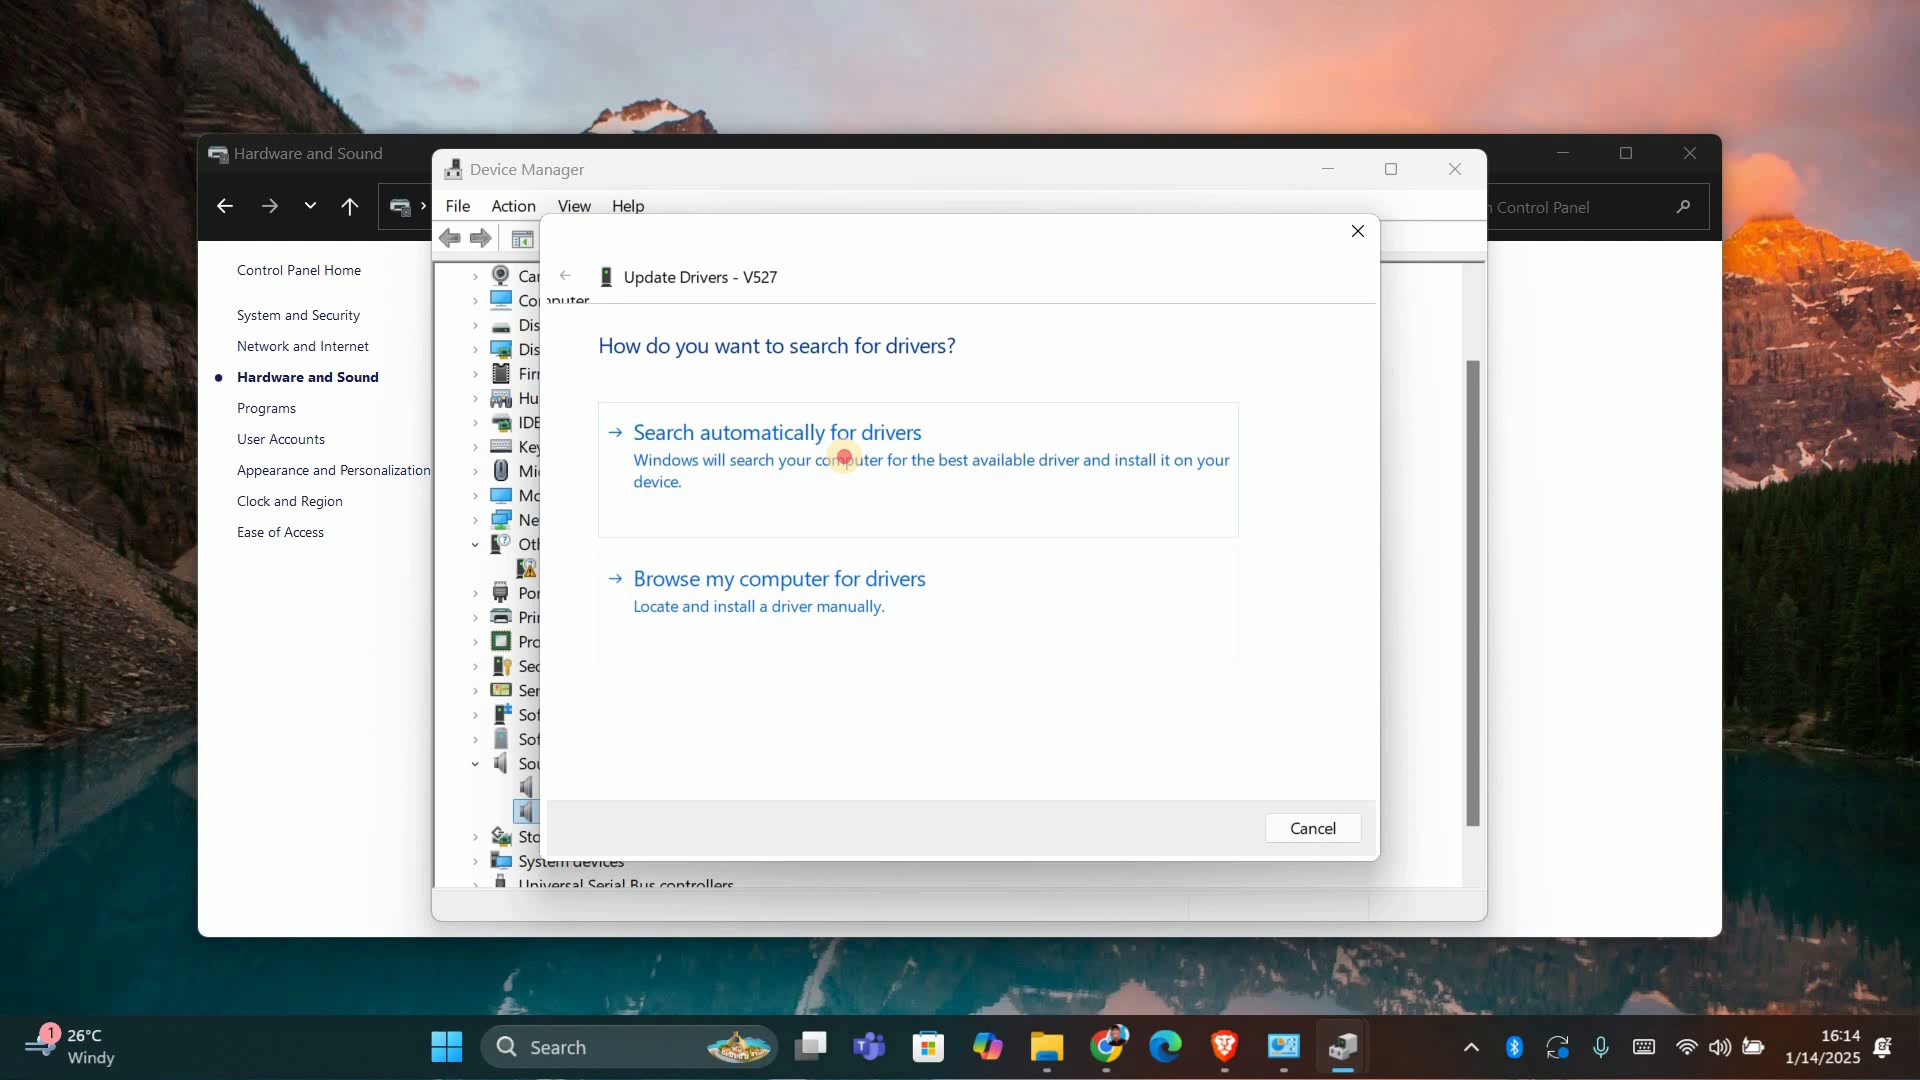 Hardware and Sound
Device Manager
File Action View Help
Control Panel
Update Drivers - V527
Control Panel Home
System and Security
Network and Internet
Hardware and Sound
Programs
User Accounts
Appearance and Personalization
Clock and Region
Ease of Access
Computer
How do you want to search for drivers?
Search automatically for drivers
Windows will search your computer for the best available driver and install it on your
device.
Browse my computer for drivers
Locate and install a driver manually.
Cancel
System devices
Universal Serial Bus controllers
1
26°C
Windy
Search
16:14
1/14/2025